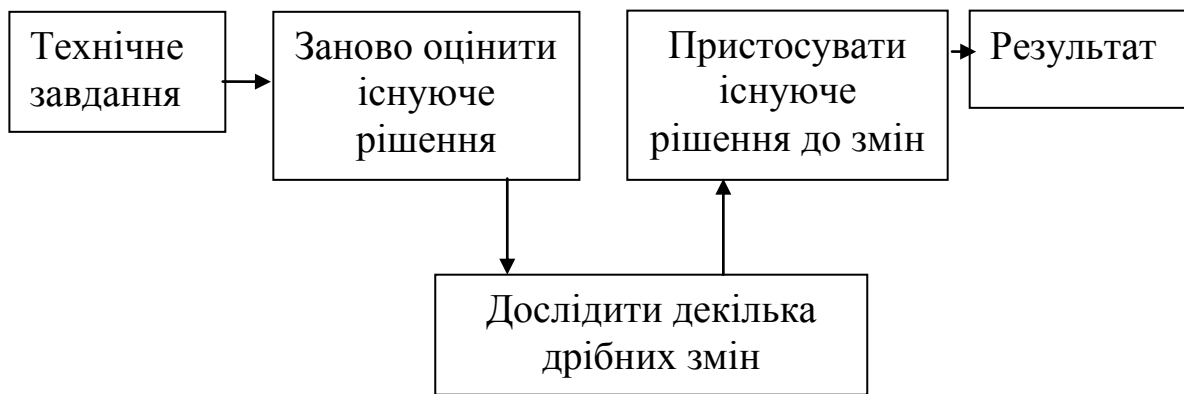 Технічне
завдання
Заново оцінити
існуюче
рішення
Дослідити декілька
дрібних змін
Пристосувати
існуюче
рішення до змін
Результат